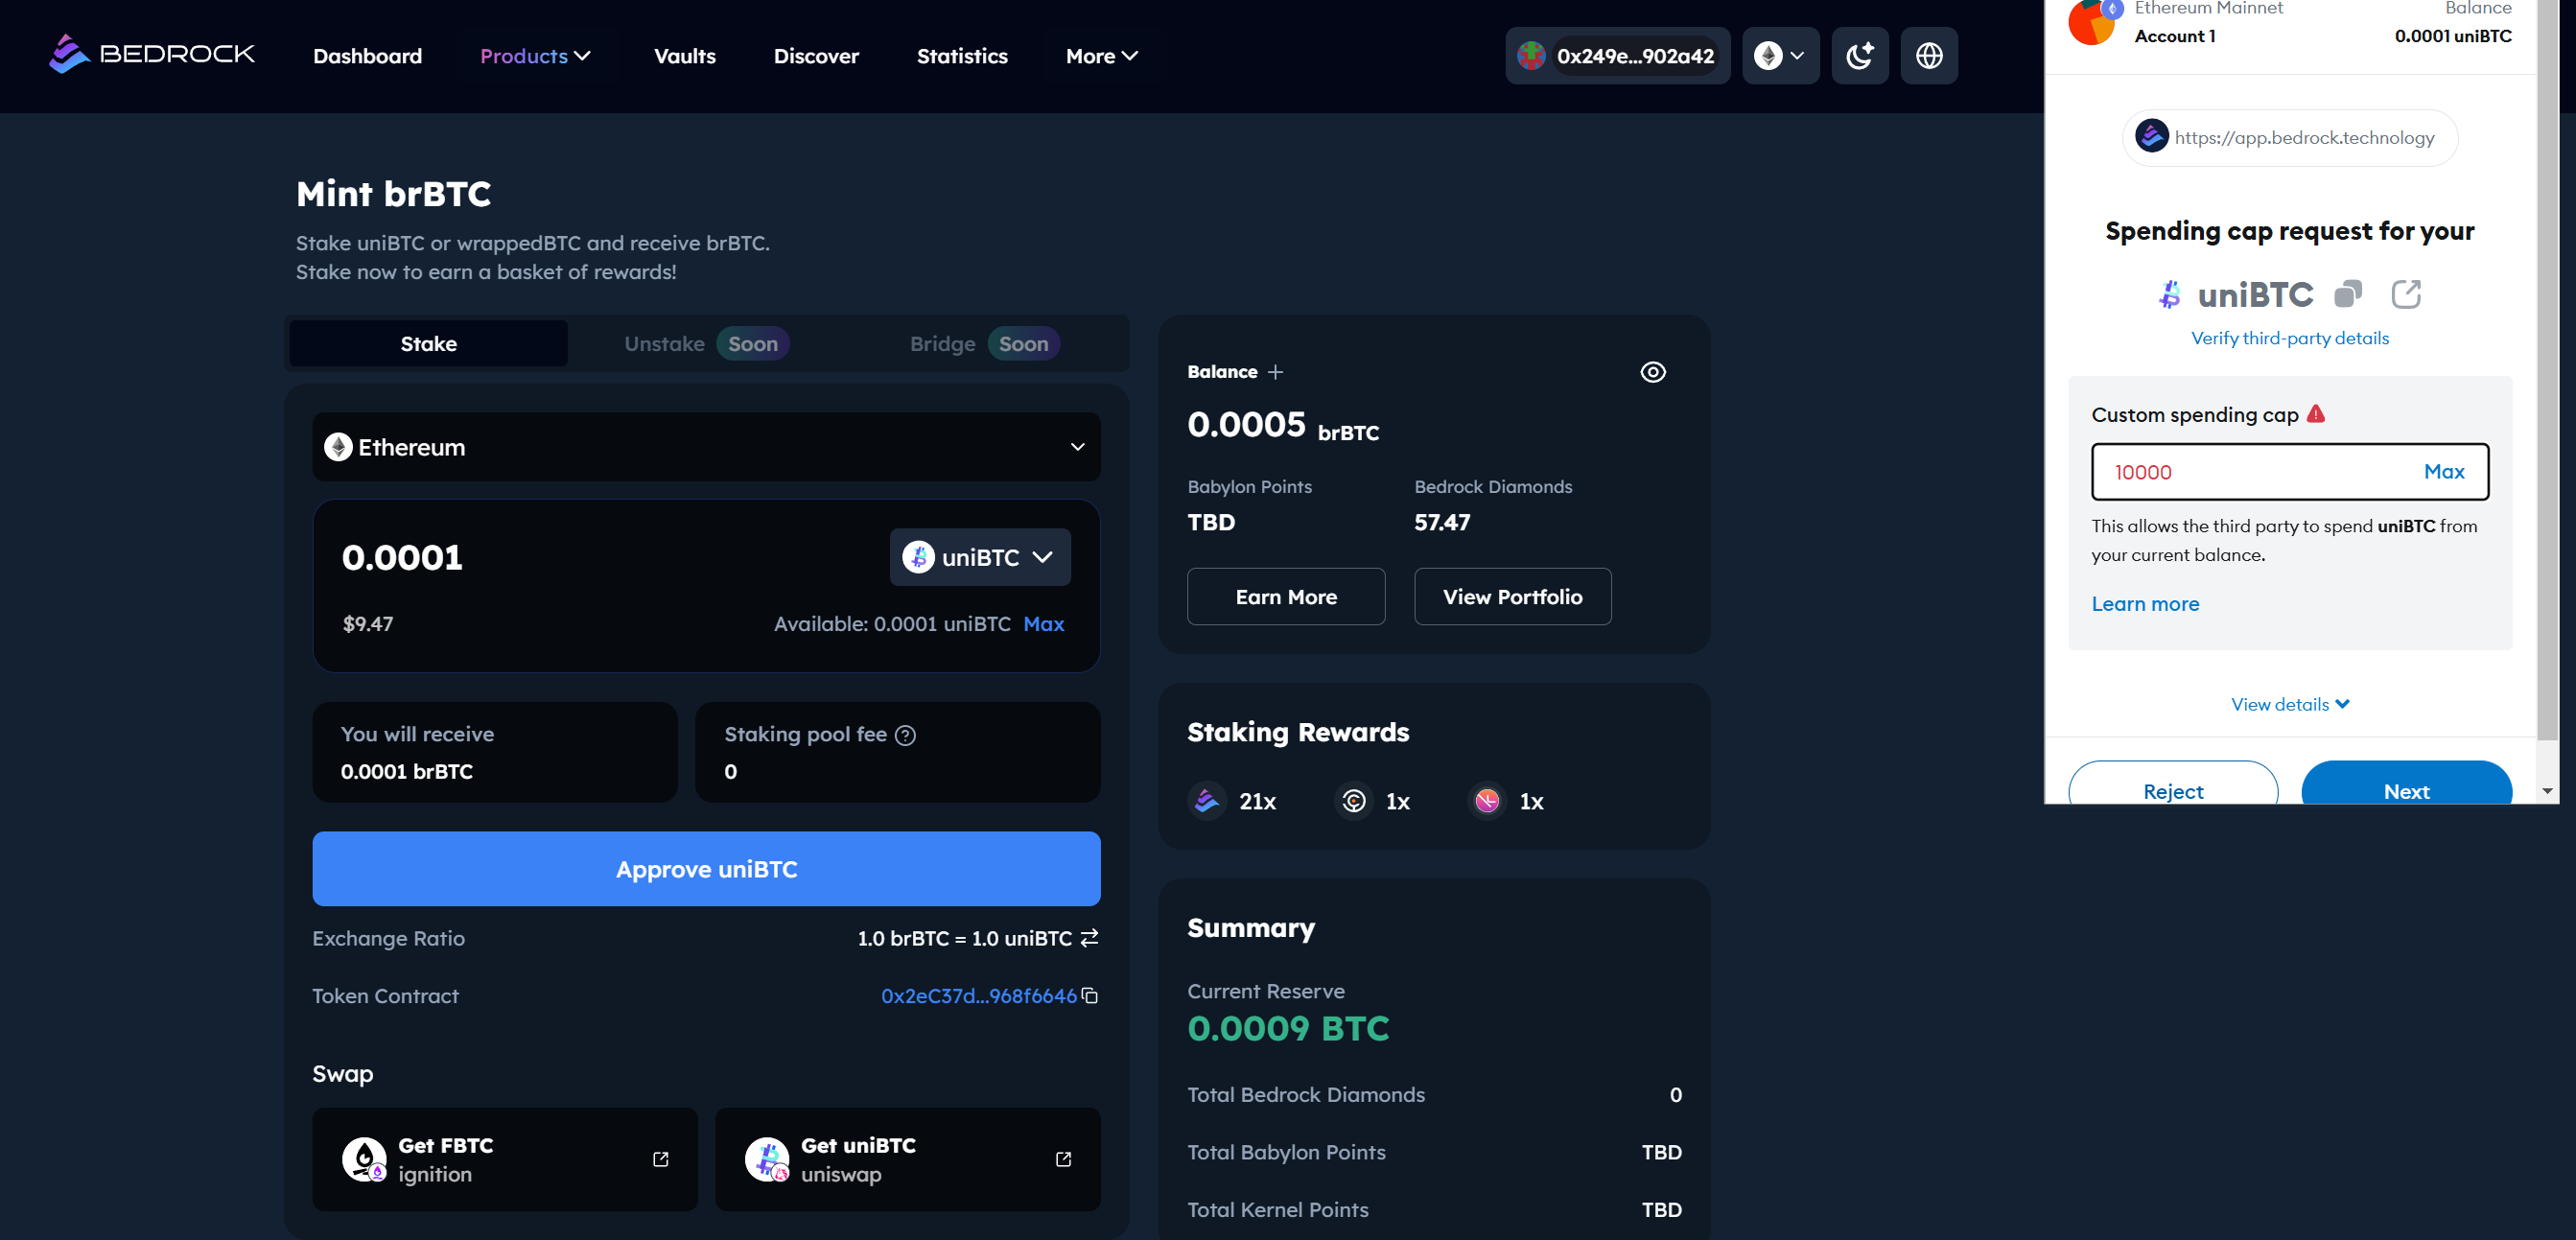 BEDROCK
Dashboard
Products
Vaults
Discover
Statistics
More
0x249e...902a42
Mint brBTC
Stake uniBTC or wrappedBTC and receive brBTC.
Stake now to earn a basket of rewards!
Stake
Unstake Soon
Bridge Soon
Ethereum
0.0001
uniBTC
$9.47
Available: 0.0001 uniBTC Max
You will receive
0.0001 brBTC
Staking pool fee
0
Approve uniBTC
Exchange Ratio
1.0 brBTC = 1.0 uniBTC
Token Contract
0x2eC37d...968f6646
Swap
Get FBTC
ignition
Get uniBTC
uniswap
Balance
0.0005 brBTC
Babylon Points
TBD
Bedrock Diamonds
57.47
Earn More
View Portfolio
Staking Rewards
21x
1x
1x
Summary
Current Reserve
0.0009 BTC
Total Bedrock Diamonds
0
Total Babylon Points
TBD
Total Kernel Points
TBD
Ethereum Mainnet
Account 1
Balance
0.0001 uniBTC
https://app.bedrock.technology
Spending cap request for your
uniBTC
Verify third-party details
Custom spending cap
10000
Max
This allows the third party to spend uniBTC from
your current balance.
Learn more
View details
Reject
Next